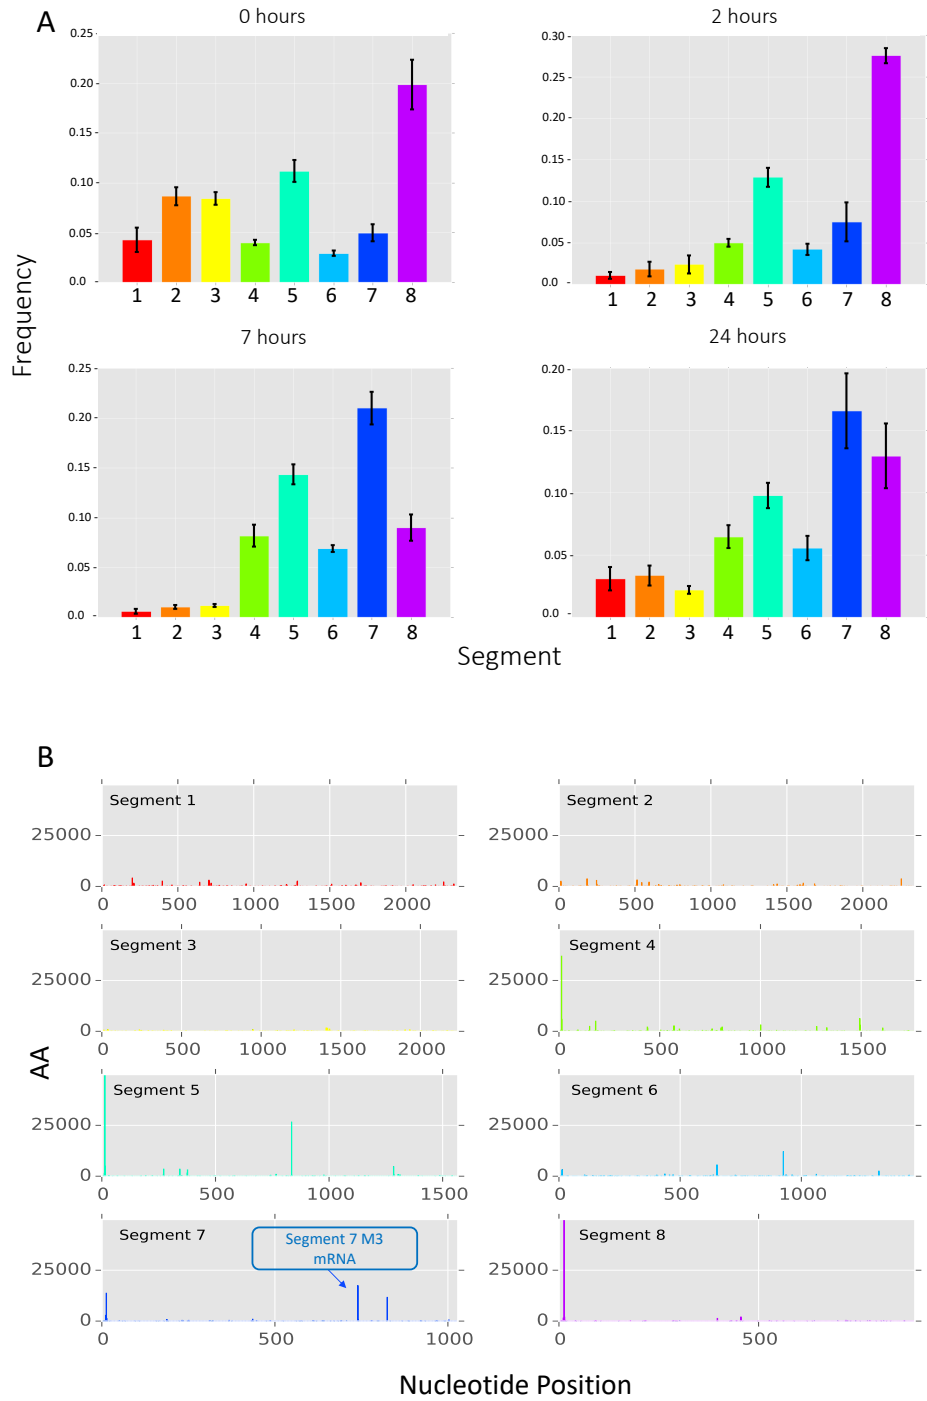 A
0 hours
2 hours
0.25
0.20
0.15
0.10
0.05
0.0
1 2 3 4 5 6 7 8
0.30
0.25
0.20
0.15
0.10
0.05
0.0
1 2 3 4 5 6 7 8
Frequency
7 hours
24 hours
0.25
0.20
0.15
0.10
0.05
0.0
1 2 3 4 5 6 7 8
0.20
0.15
0.10
0.05
0.0
1 2 3 4 5 6 7 8
Segment
B
Segment 1
25000
0
0 500 1000 1500 2000
Segment 2
25000
0
0 500 1000 1500 2000
Segment 3
25000
0
0 500 1000 1500 2000
Segment 4
25000
0
0 500 1000 1500
AA
Segment 5
25000
0
500 1000 1500
Segment 6
25000
0
0 500 1000
Segment 7
Segment 7 M3
mRNA
25000
0
500 1000
Segment 8
25000
0
0 500
Nucleotide Position